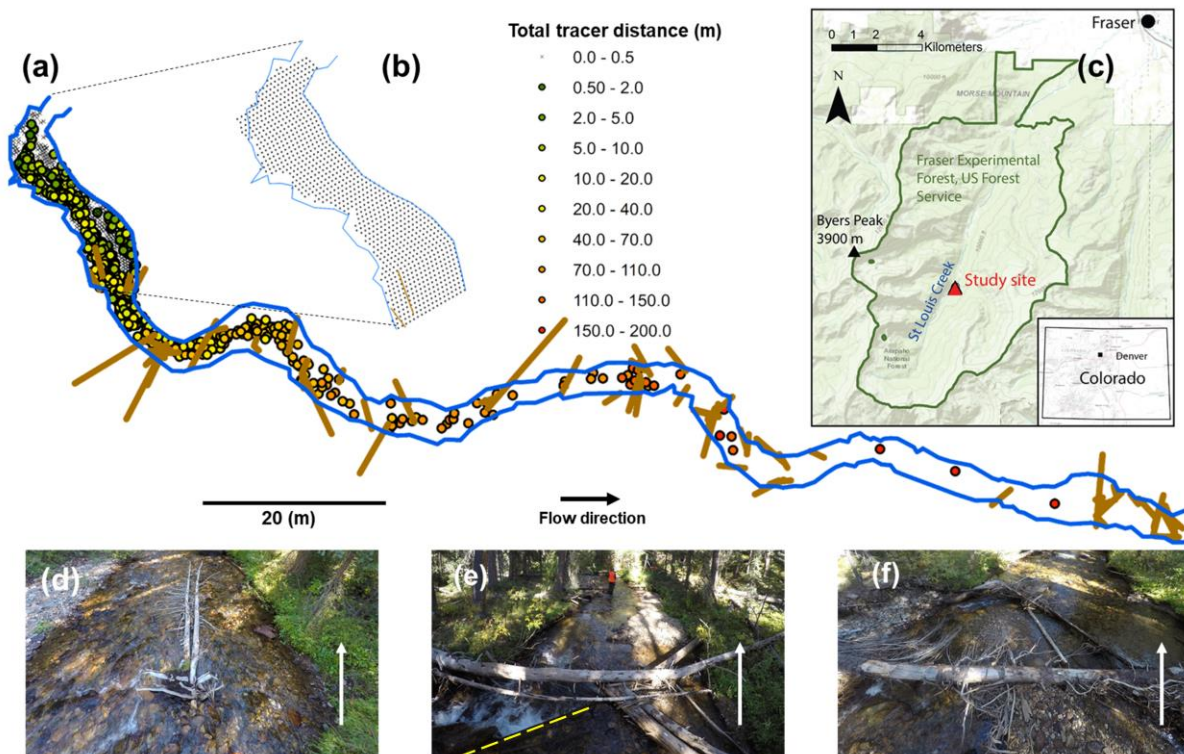 (a)
(b)
Total tracer distance (m)
0.0 - 0.5
0.50 - 2.0
2.0 - 5.0
5.0 - 10.0
10.0 - 20.0
20.0 - 40.0
40.0 - 70.0
70.0 - 110.0
110.0 - 150.0
150.0 - 200.0
20 (m)
Flow direction
(c)
0 1 2 4
Kilometers
N
Fraser
MORSE MOUNTAIN
Fraser Experimental
Forest, US Forest
Service
Byers Peak
3900 m
St Louis Creek
Study site
Arapaho
National
Forest
Denver
Colorado
(d)
(e)
(f)